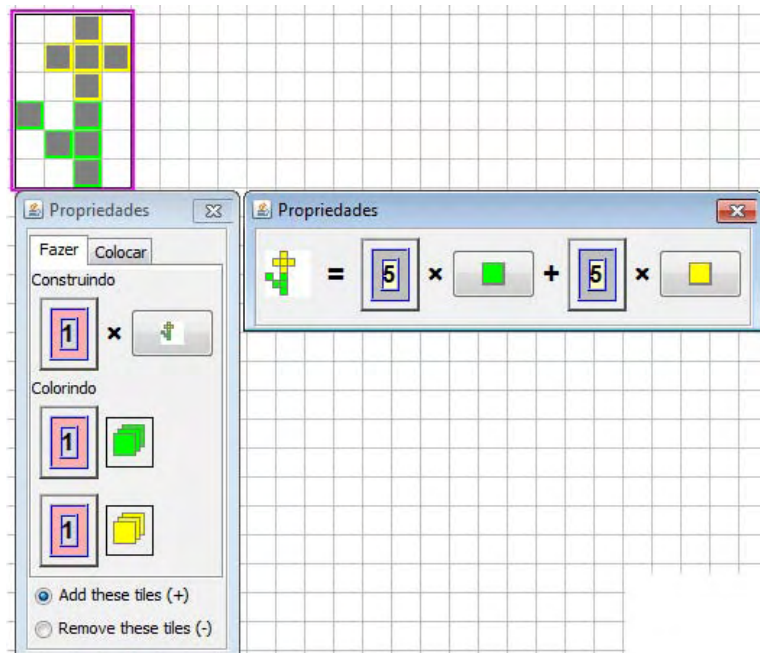 Propriedades
Fazer Colocar
Construindo
1 ×
Colorindo
1
1
Add these tiles (+)
Remove these tiles (-)
Propriedades
= 5 × + 5 ×